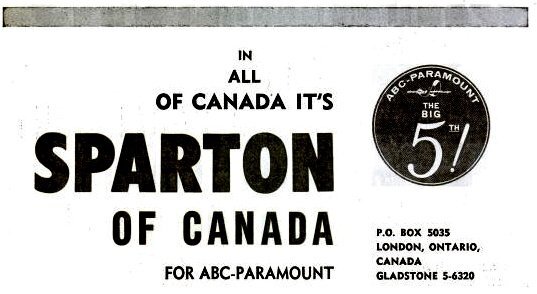 IN
ALL
OF CANADA IT'S
SPARTON
OF CANADA
FOR ABC-PARAMOUNT
ABC-PARAMOUNT
THE
BIG
5TH!
P.O. BOX 5035
LONDON, ONTARIO,
CANADA
GLADSTONE 5-6320